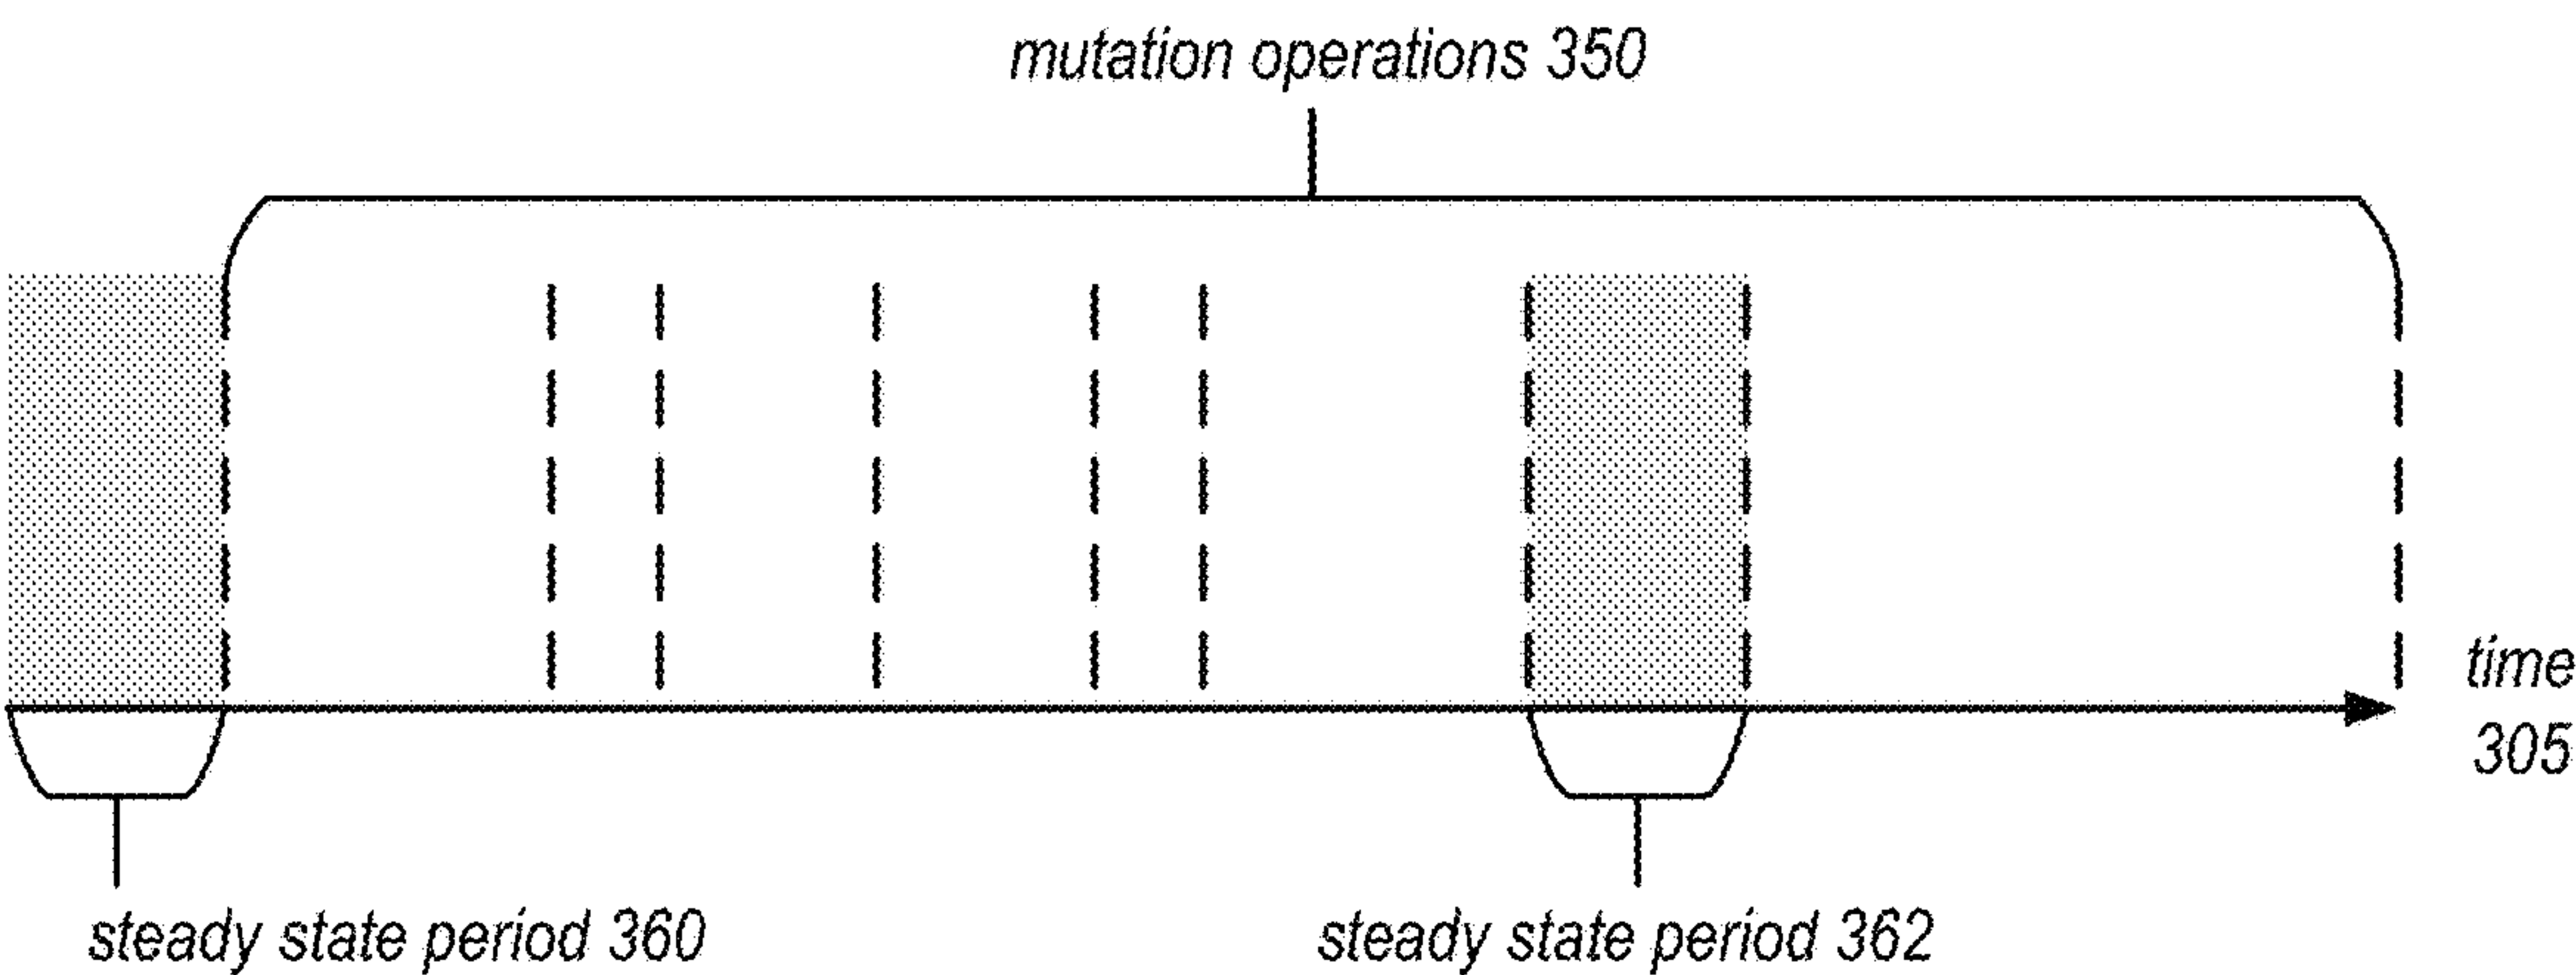 mutation operations 350
time
305
steady state period 360
steady state period 362